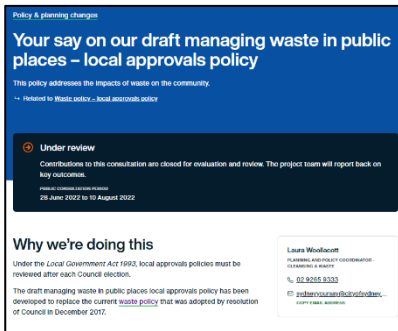 Policy & planning changes
Your say on our draft managing waste in public
places – local approvals policy
This policy addresses the impacts of waste on the community.
↪ Related to Waste policy – local approvals policy
Under review
Contributions to this consultation are closed for evaluation and review. The project team will report back on
key outcomes.
PUBLIC CONSULTATION PERIOD
28 June 2022 to 10 August 2022
Why we're doing this
Under the Local Government Act 1993, local approvals policies must be
reviewed after each Council election.
The draft managing waste in public places local approvals policy has been
developed to replace the current waste policy that was adopted by resolution
of Council in December 2017.
Laura Woollacott
PLANNING AND POLICY COORDINATOR -
CLEANSING & WASTE
02 9265 9333
sydneyyoursay@cityofsydney....
COPY EMAIL ADDRESS